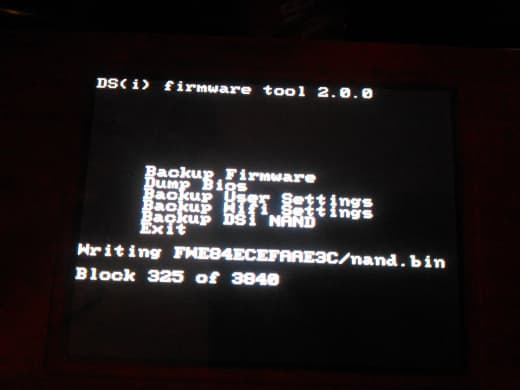 DS(i) firmware tool 2.0.0
Backup Firmware
Dump Bios
Backup User Settings
Backup Wifi Settings
Backup DSi NAND
Exit
Writing FWE84ECEFAAE3C/nand.bin
Block 325 of 3840